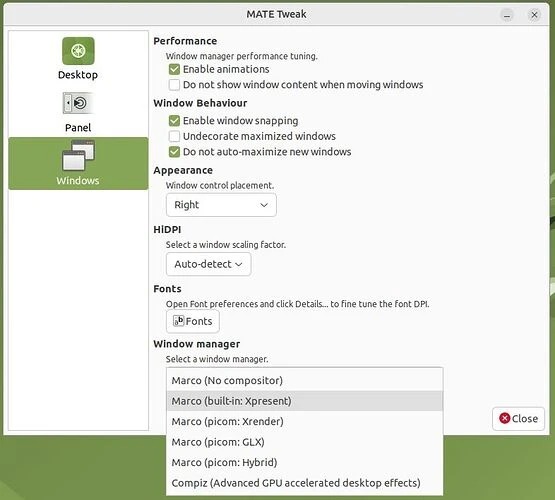 MATE Tweak
Desktop
Panel
Windows
Performance
Window manager performance tuning.
Enable animations
Do not show window content when moving windows
Window Behaviour
Enable window snapping
Undecorate maximized windows
Do not auto-maximize new windows
Appearance
Window control placement.
Right
HiDPI
Select a window scaling factor.
Auto-detect
Fonts
Open Font preferences and click Details... to fine tune the font DPI.
Fonts
Window manager
Select a window manager.
Marco (No compositor)
Marco (built-in: Xpresent)
Marco (picom: Xrender)
Marco (picom: GLX)
Marco (picom: Hybrid)
Compiz (Advanced GPU accelerated desktop effects)
Close